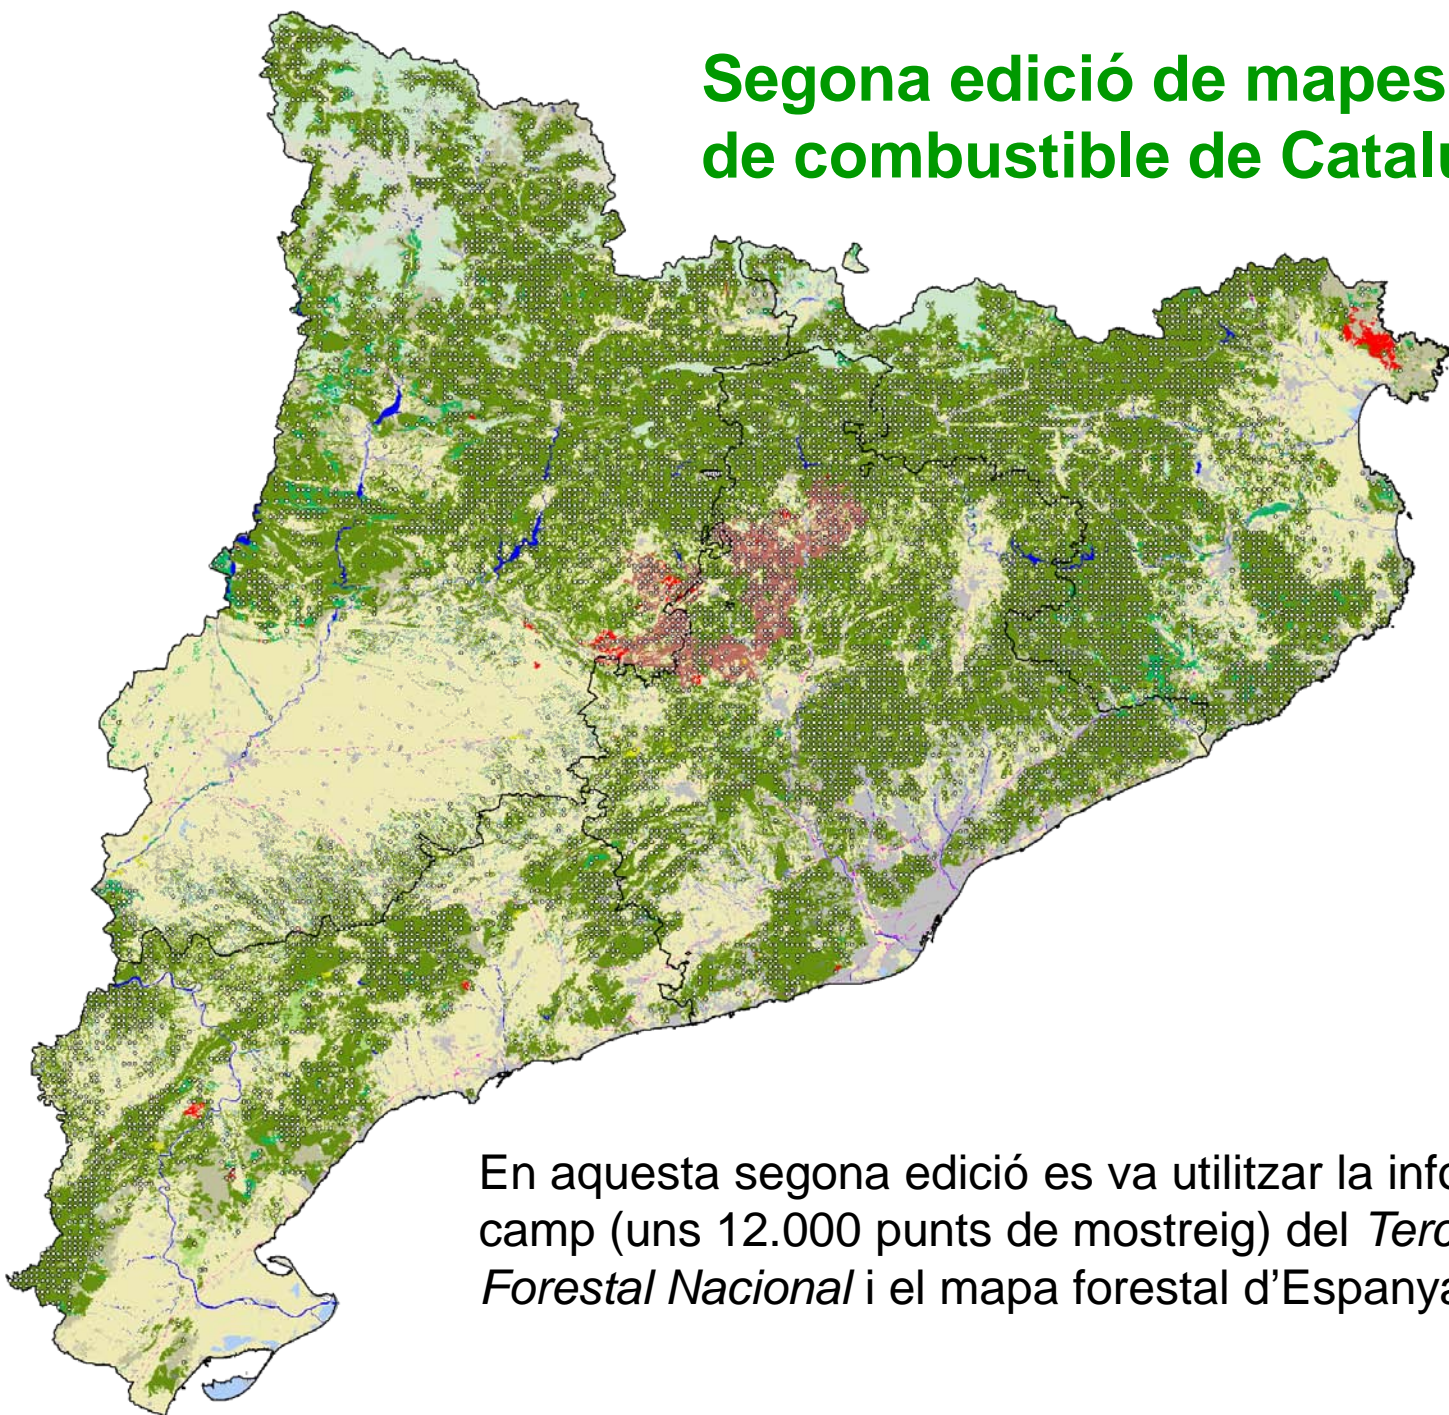 Segona edició de mapes
de combustible de Catalu
En aquesta segona edició es va utilitzar la info
camp (uns 12.000 punts de mostreig) del Terc
Forestal Nacional i el mapa forestal d’Espanya